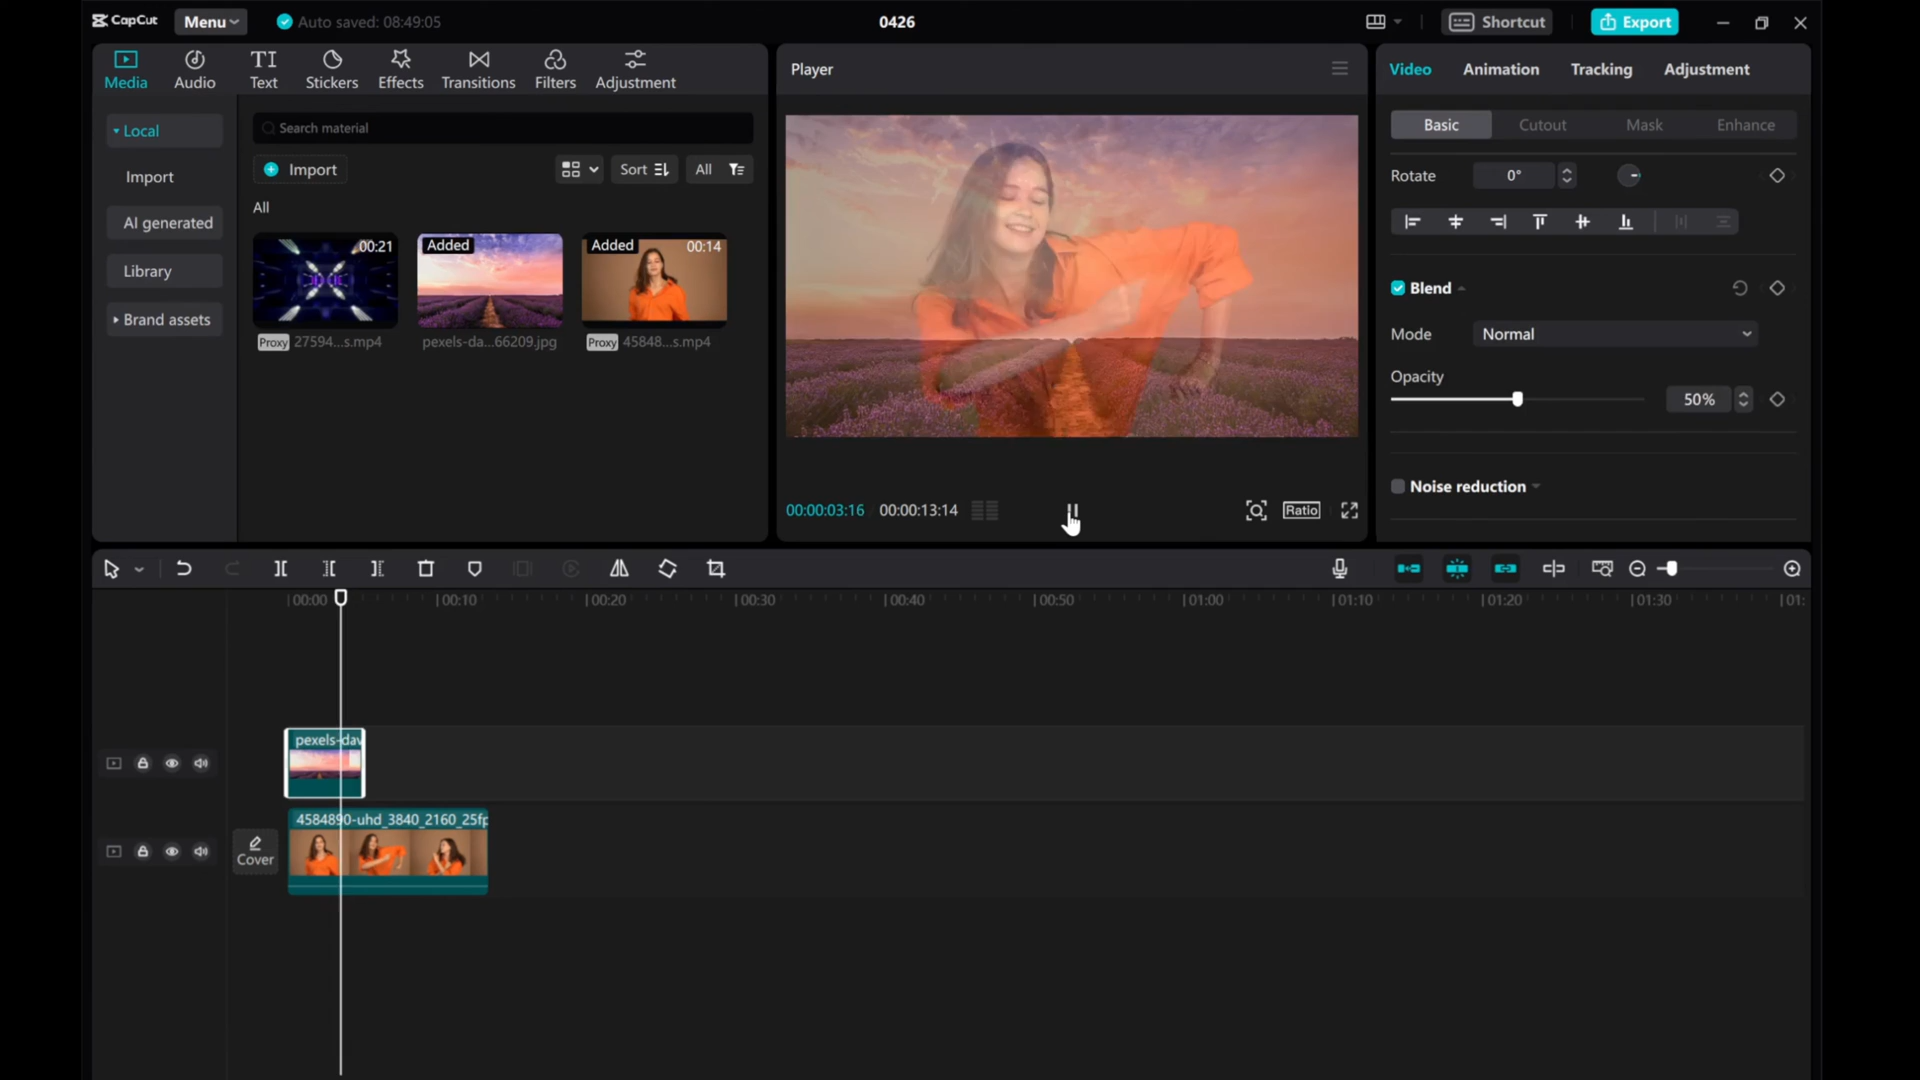 CapCut Menu Auto saved: 08:49:05 0426 Shortcut Export
Media Audio Text Stickers Effects Transitions Filters Adjustment
Local
Import
AI generated
Library
Brand assets
Search material
Import Sort All
All
00:21 Added Added 00:14
Proxy 27594...s.mp4 pexels-da...66209.jpg Proxy 45848...s.mp4
Player
00:00:03:16 00:00:13:14 Ratio
Video Animation Tracking Adjustment
Basic Cutout Mask Enhance
Rotate 0°
Blend
Mode Normal
Opacity
50%
Noise reduction
00:00 00:10 00:20 00:30 00:40 00:50 01:00 01:10 01:20 01:30 01:
pexels-dav
4584890-uhd_3840_2160_25fp
Cover